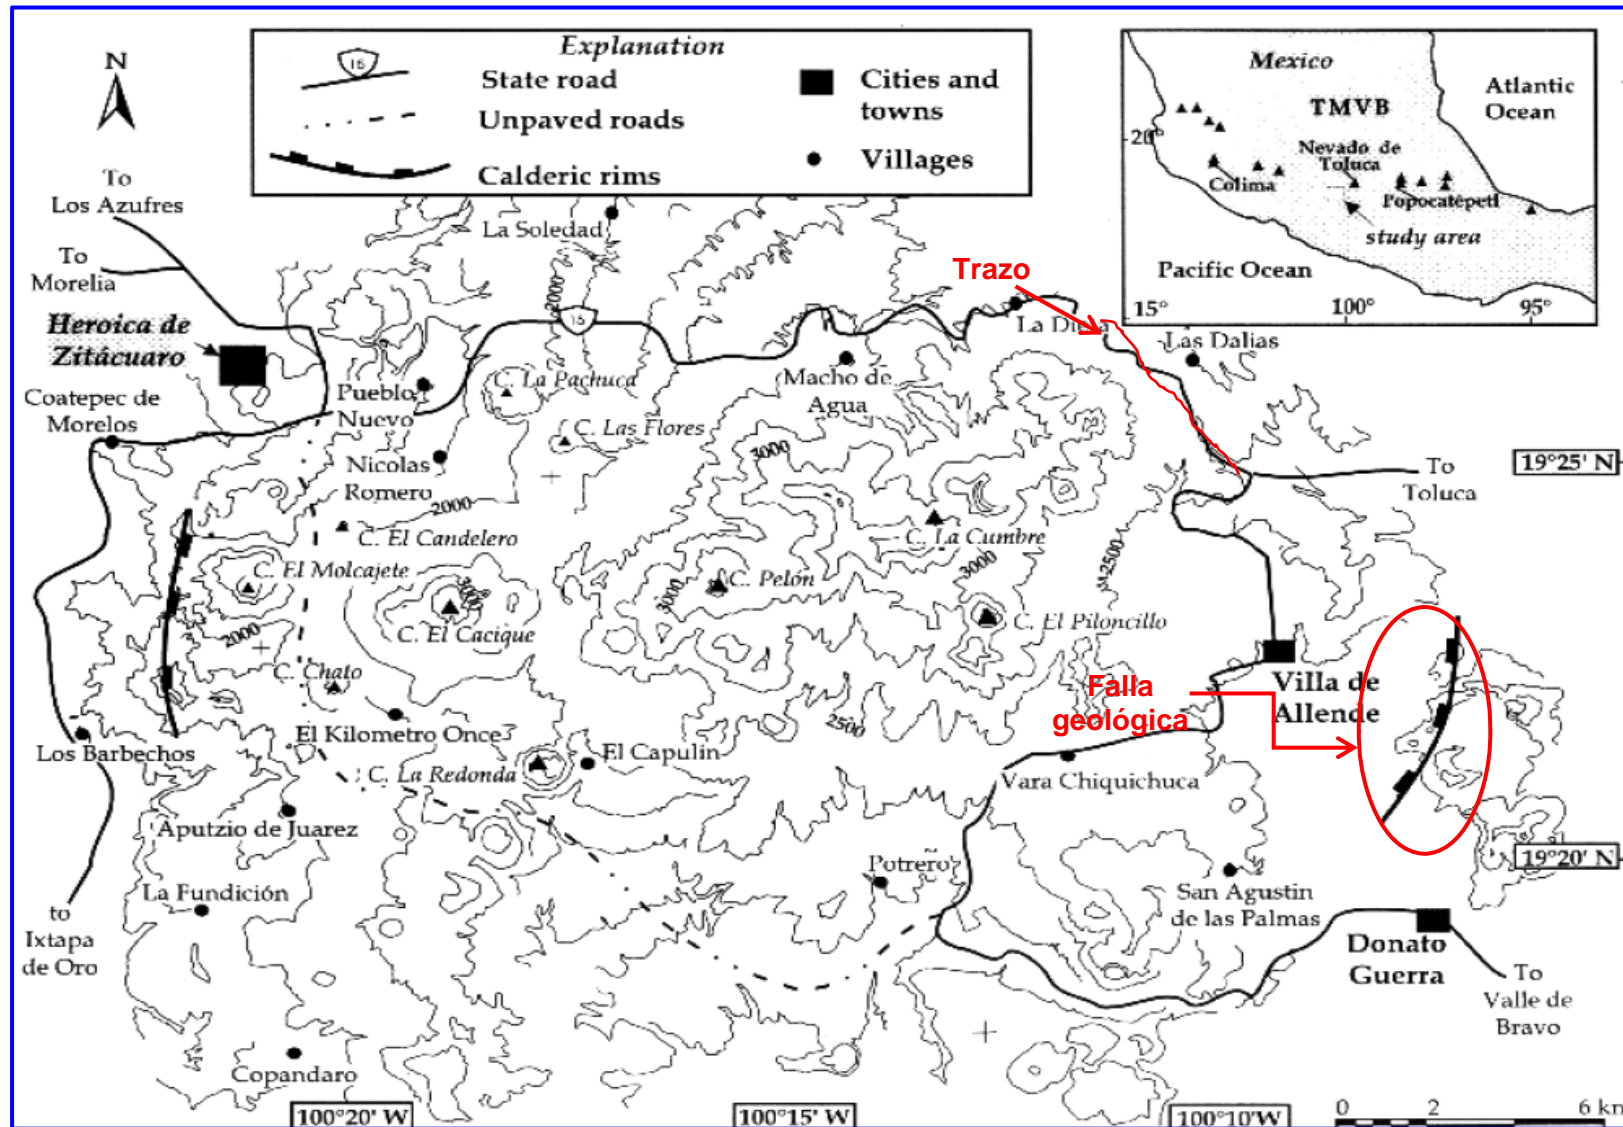 N
Explanation
15
State road
Unpaved roads
Calderic rims
Cities and
towns
Villages
Mexico
Atlantic
Ocean
TMVB
20°
Nevado de
Toluca
Colima
Popocatépetl
study area
Pacific Ocean
15°
100°
95°
To
Los Azufres
To
Morelia
La Soledad
2000
Trazo
Heroica de
Zitácuaro
15
Las Dalias
Coatepec de
Morelos
Pueblo
Nuevo
C. La Pachuca
Macho de
Agua
C. Las Flores
3000
Nicolas
Romero
To
Toluca
19°25' N
2000
C. El Candelero
C. La Cumbre
C. El Molcajete
3000
C. Pelón
3000
3000
2500
2000
C. El Cacique
C. El Piloncillo
C. Chato
Falla
geológica
Villa de
Allende
2500
Los Barbechos
El Kilometro Once
El Capulin
C. La Redonda
Vara Chiquichuca
Aputzio de Juarez
19°20' N
Potrero
La Fundición
San Agustin
de las Palmas
to
Ixtapa
de Oro
Donato
Guerra
To
Valle de
Bravo
Copandaro
100°20' W
100°15' W
100°10' W
0 2 6 km